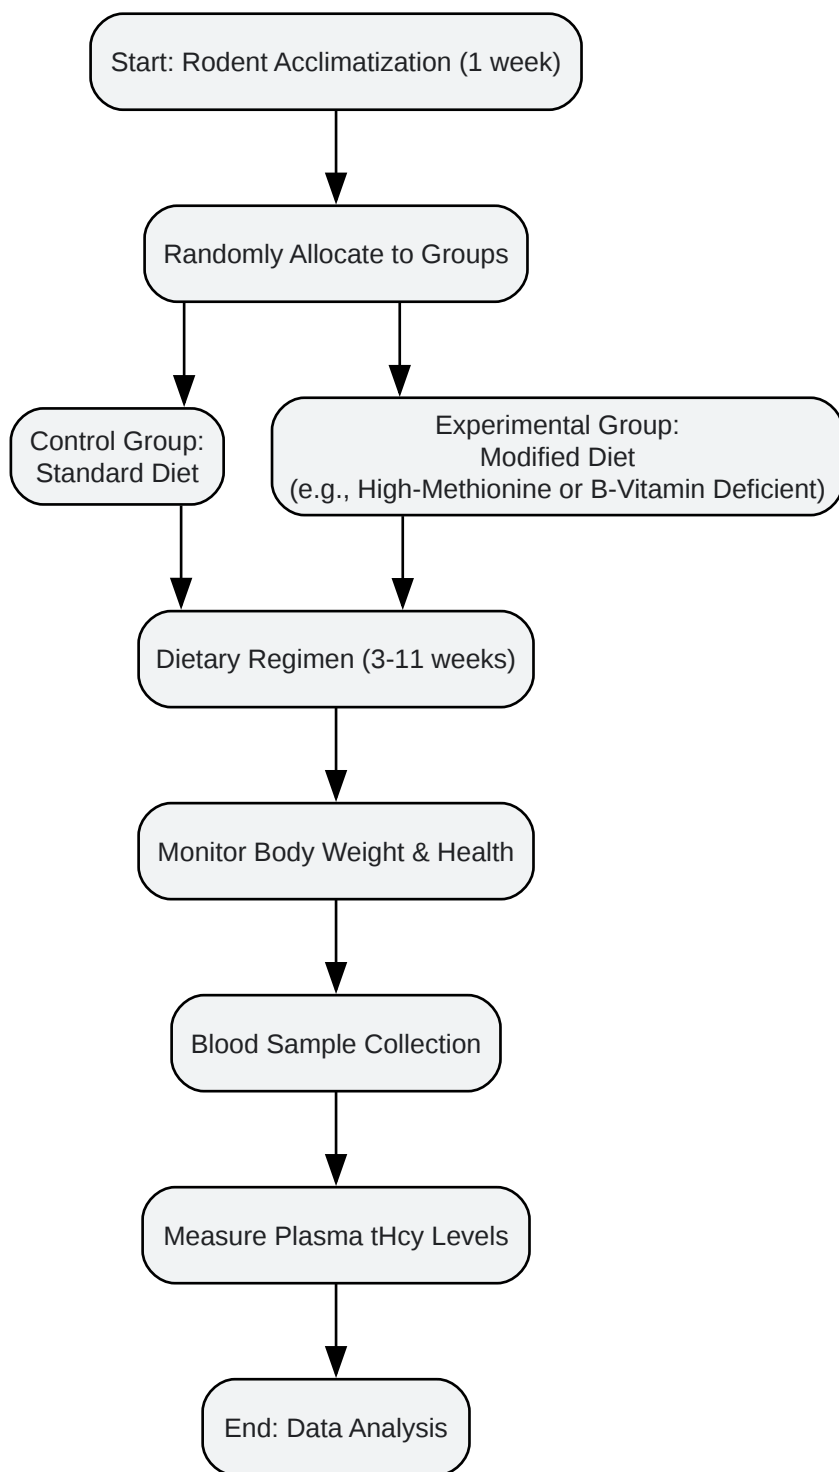 Start: Rodent Acclimatization (1 week)
Randomly Allocate to Groups
Control Group:
Standard Diet
Experimental Group:
Modified Diet
(e.g., High-Methionine or B-Vitamin Deficient)
Dietary Regimen (3-11 weeks)
Monitor Body Weight & Health
Blood Sample Collection
Measure Plasma tHcy Levels
End: Data Analysis